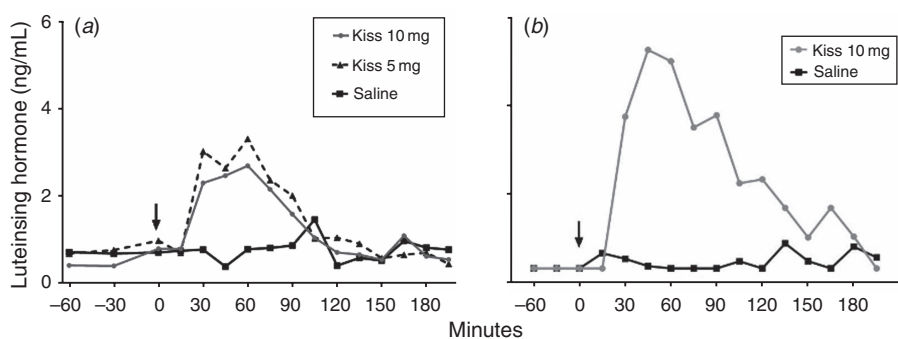 Luteinsing hormone (ng/mL)
6
4
2
0
(a)
Kiss 10 mg
Kiss 5 mg
Saline
–60 –30 0 30 60 90 120 150 180
(b)
Kiss 10 mg
Saline
–60 –30 0 30 60 90 120 150 180
Minutes